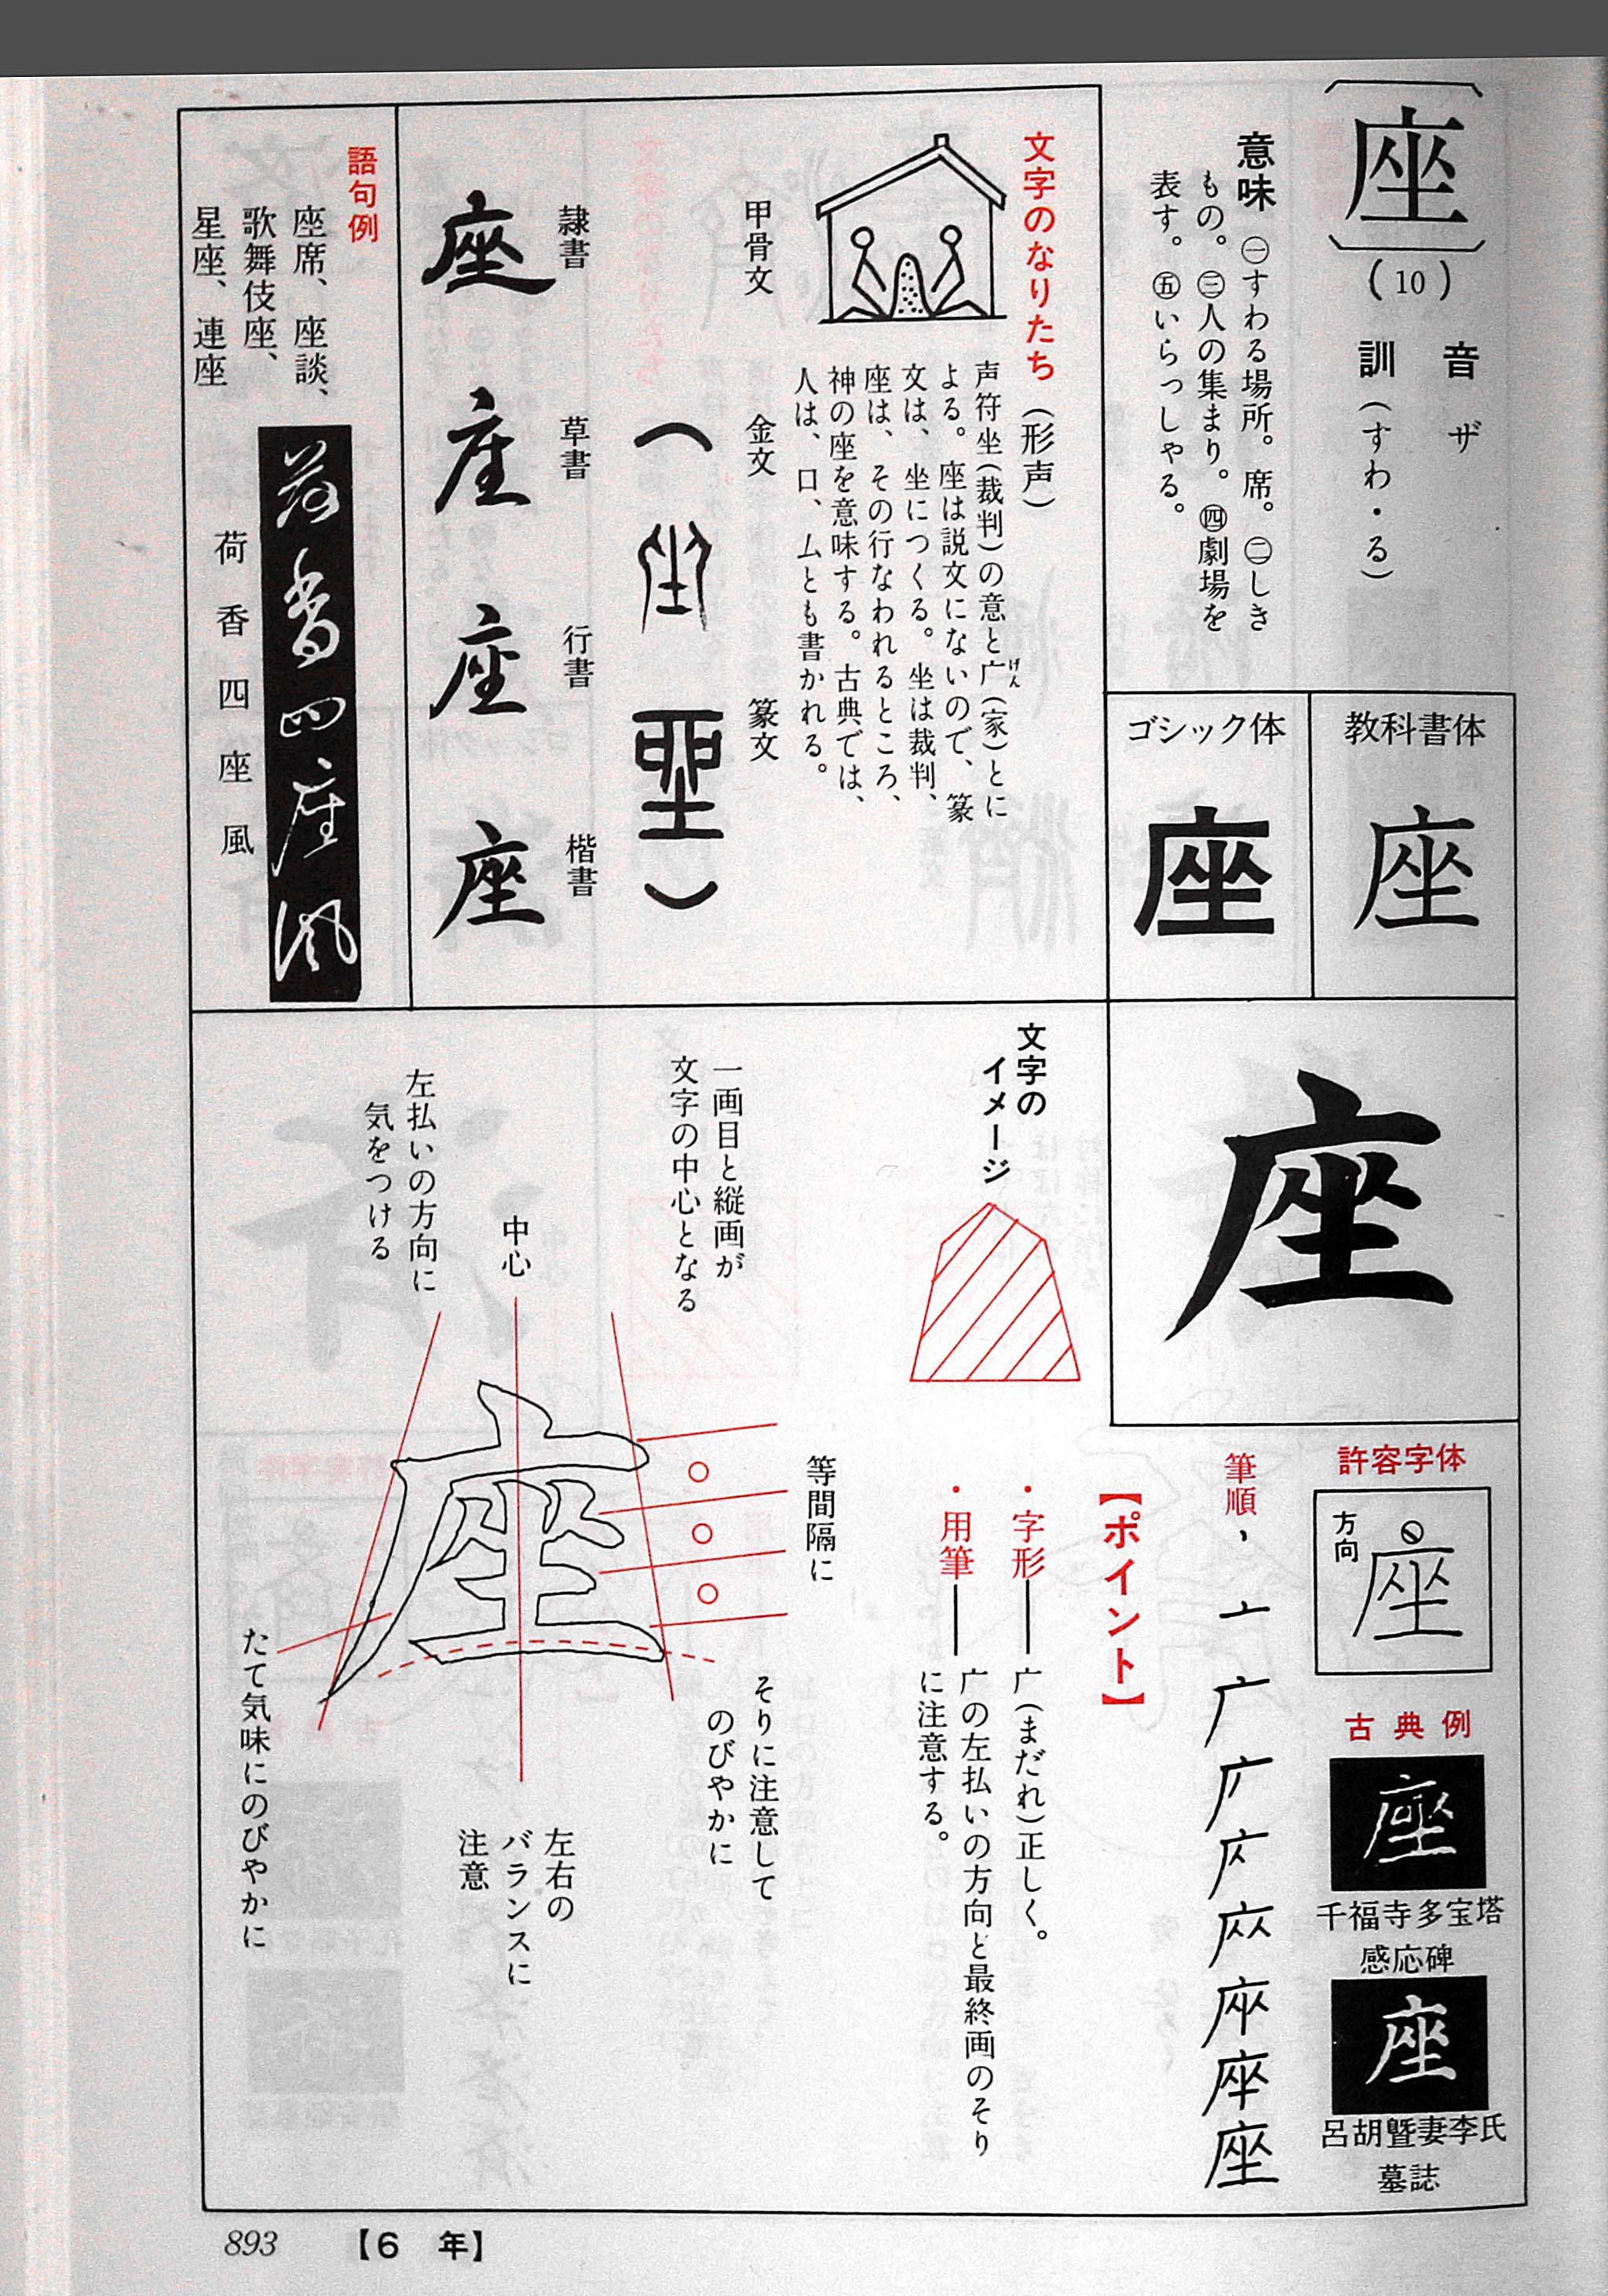 座
(10)
音 ザ
訓(すわ・る)
意味 ㊀すわる場所。席。㊁しき
もの。㊂人の集まり。㊃劇場を
表す。㊄いらっしゃる。
教科書体
座
ゴシック体
座
文字のなりたち(形声)
声符坐(裁判)の意と广(家)とに
げん
よる。座は説文にないので、篆
文は、坐につくる。坐は裁判、
座は、その行なわれるところ、
神の座を意味する。古典では、
人は、口、ムとも書かれる。
甲骨文
金文
篆文
隷書
座
草書
座
行書
座
楷書
座
語句例
座席、座談、
歌舞伎座、
星座、連座
荷香四座風
荷香四座風
座
文字の
イメージ
一画目と縦画が
文字の中心となる
中心
左払いの方向に
気をつける
等間隔に
座
そりに注意して
のびやかに
左右の
バランスに
注意
たて気味にのびやかに
許容字体
方向
座
古典例
座
千福寺多宝塔
感応碑
座
呂胡曁妻李氏
墓誌
筆順
座
【ポイント】
・字形——广(まだれ)正しく。
・用筆——广の左払いの方向と最終画のそり
に注意する。
893 【6 年】